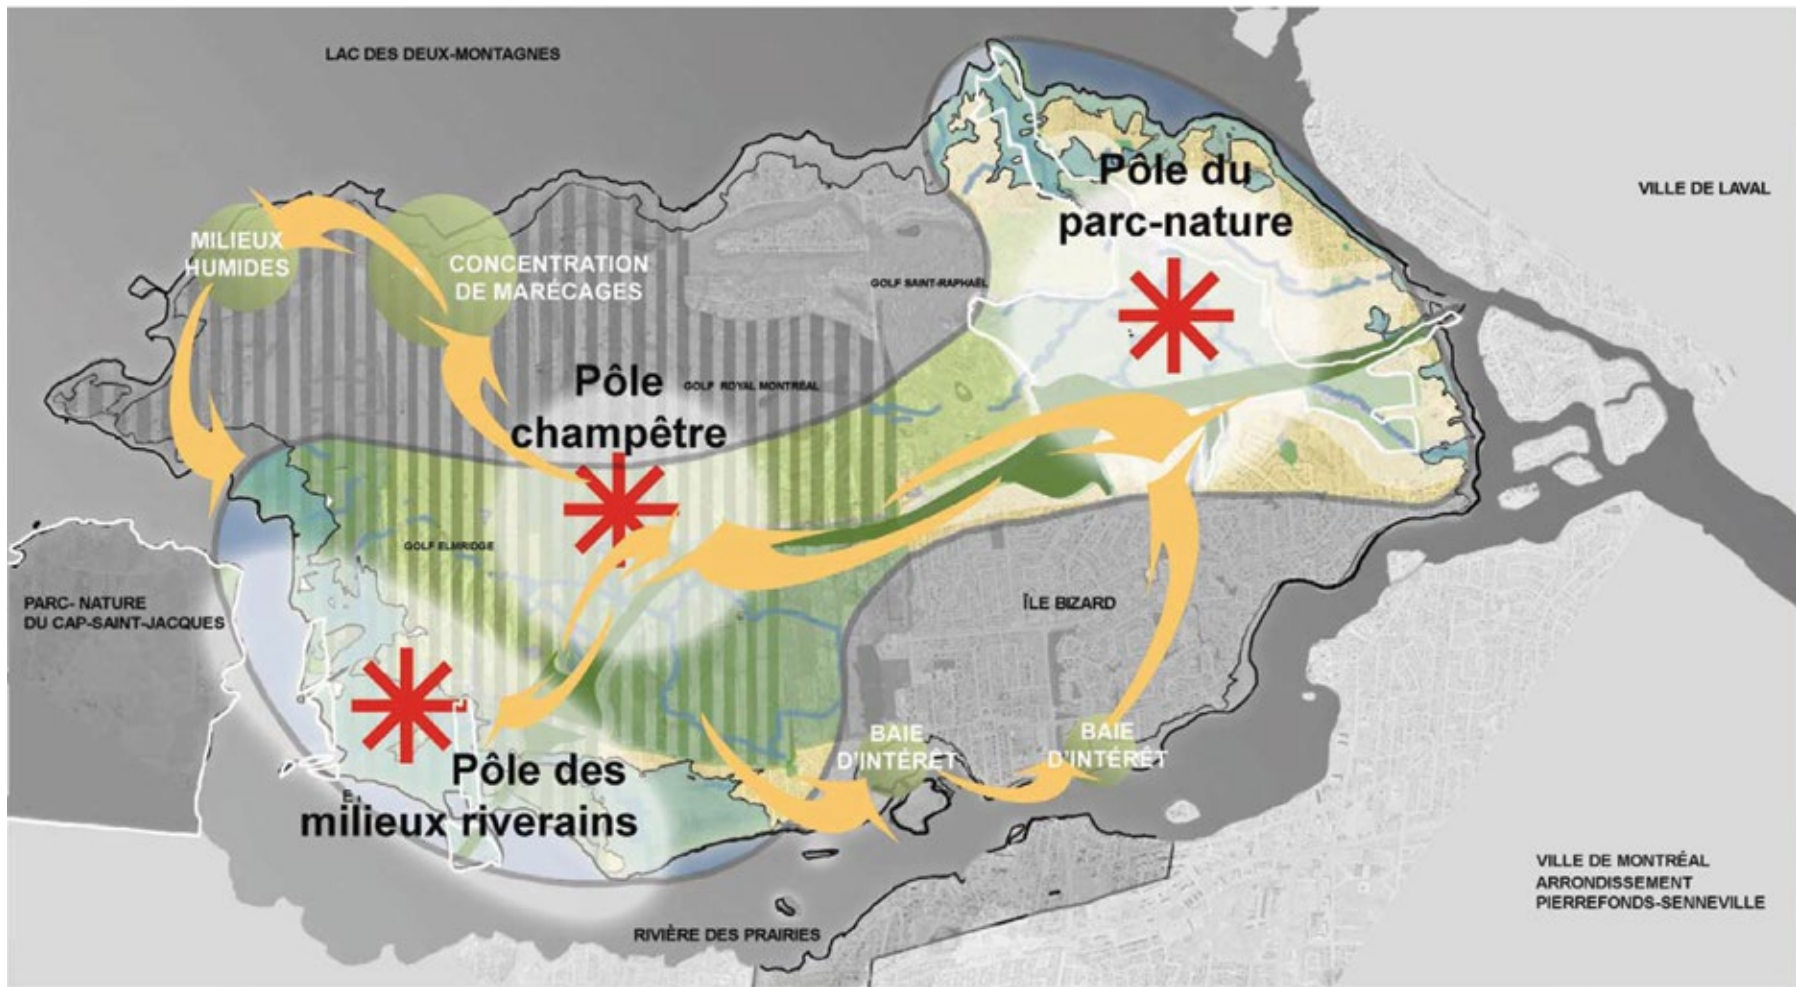 LAC DES DEUX-MONTAGNES
Pôle du
parc-nature
VILLE DE LAVAL
MILIEUX
HUMIDES
CONCENTRATION
DE MARÉCAGES
GOLF SAINT-RAPHAËL
Pôle
champêtre
GOLF ROYAL MONTRÉAL
GOLF ELMRIDGE
PARC- NATURE
DU CAP-SAINT-JACQUES
ÎLE BIZARD
Pôle des
milieux riverains
BAIE
D'INTÉRÊT
BAIE
D'INTÉRÊT
VILLE DE MONTRÉAL
ARRONDISSEMENT
PIERREFONDS-SENNEVILLE
RIVIÈRE DES PRAIRIES